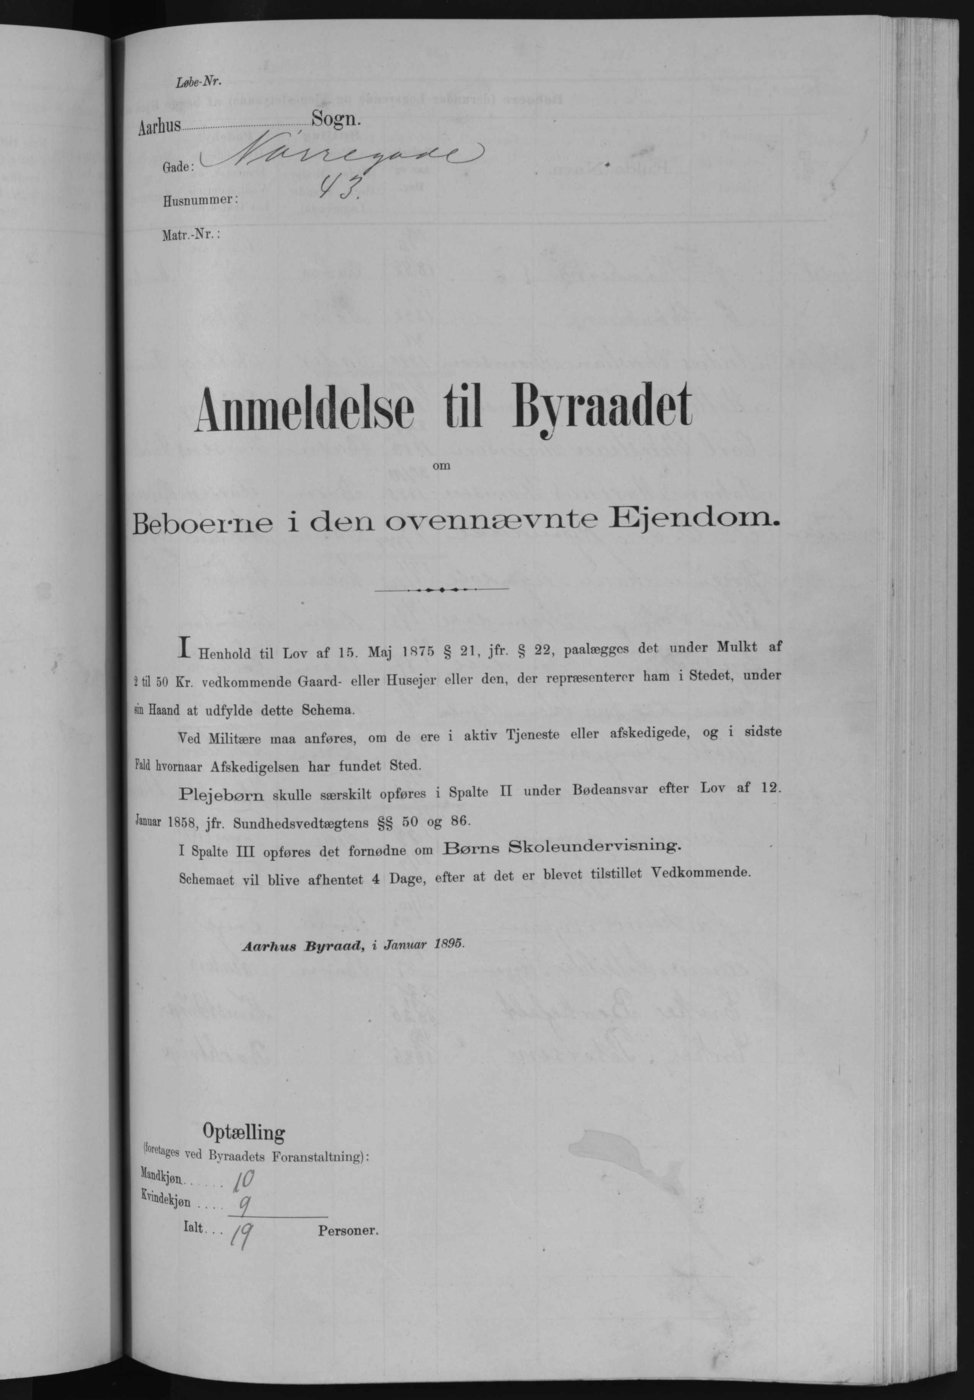 Løbe-Nr.
Aarhus Sogn.
Gade: Nørregade
Husnummer: 43.
Matr.-Nr.:
Anmeldelse til Byraadet
om
Beboerne i den ovennævnte Ejendom.
I Henhold til Lov af 15. Maj 1875 § 21, jfr. § 22, paalægges det under Mulkt af
2 til 50 Kr. vedkommende Gaard- eller Husejer eller den, der repræsenterer ham i Stedet, under
sin Haand at udfylde dette Schema.
Ved Militære maa anføres, om de ere i aktiv Tjeneste eller afskedigede, og i sidste
Fald hvornaar Afskedigelsen har fundet Sted.
Plejebørn skulle særskilt opføres i Spalte II under Bødeansvar efter Lov af 12.
Januar 1858, jfr. Sundhedsvedtægtens §§ 50 og 86.
I Spalte III opføres det fornødne om Børns Skoleundervisning.
Schemaet vil blive afhentet 4 Dage, efter at det er blevet tilstillet Vedkommende.
Aarhus Byraad, i Januar 1895.
Optælling
(foretages ved Byraadets Foranstaltning):
Mandkjøn...... 10
Kvindekjøn .... 9
Ialt... 19 Personer.